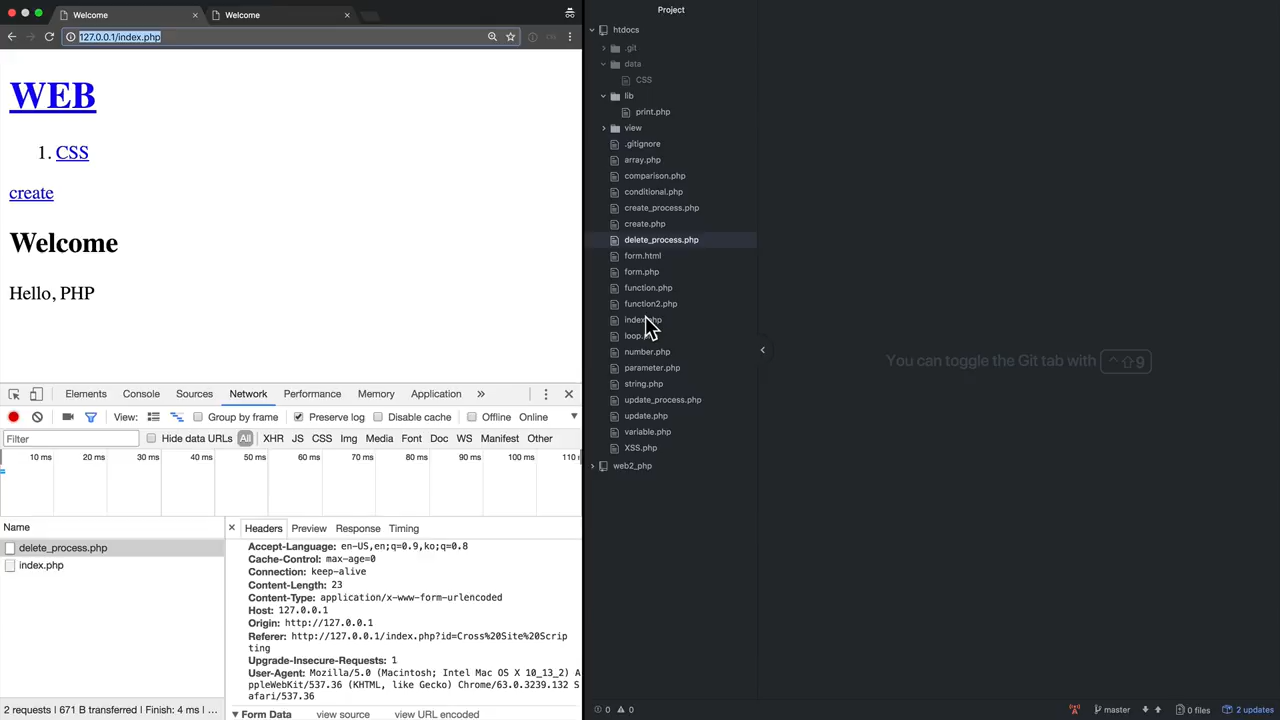 Welcome
Welcome
127.0.0.1/index.php
WEB
1. CSS
create
Welcome
Hello, PHP
Elements Console Sources Network Performance Memory Application »
View: Group by frame Preserve log Disable cache Offline Online
Filter Hide data URLs All XHR JS CSS Img Media Font Doc WS Manifest Other
10 ms 20 ms 30 ms 40 ms 50 ms 60 ms 70 ms 80 ms 90 ms 100 ms 110
Name
delete_process.php
index.php
Headers Preview Response Timing
Accept-Language: en-US,en;q=0.9,ko;q=0.8
Cache-Control: max-age=0
Connection: keep-alive
Content-Length: 23
Content-Type: application/x-www-form-urlencoded
Host: 127.0.0.1
Origin: http://127.0.0.1
Referer: http://127.0.0.1/index.php?id=Cross%20Site%20Scrip
ting
Upgrade-Insecure-Requests: 1
User-Agent: Mozilla/5.0 (Macintosh; Intel Mac OS X 10_13_2) A
ppleWebKit/537.36 (KHTML, like Gecko) Chrome/63.0.3239.132 S
afari/537.36
Form Data view source view URL encoded
2 requests | 671 B transferred | Finish: 4 ms | ...
Project
htdocs
.git
data
CSS
lib
print.php
view
.gitignore
array.php
comparison.php
conditional.php
create_process.php
create.php
delete_process.php
form.html
form.php
function.php
function2.php
index.php
loop.
number.php
parameter.php
string.php
update_process.php
update.php
variable.php
XSS.php
web2_php
You can toggle the Git tab with ^⇧9
0 0
master 0 files 2 updates